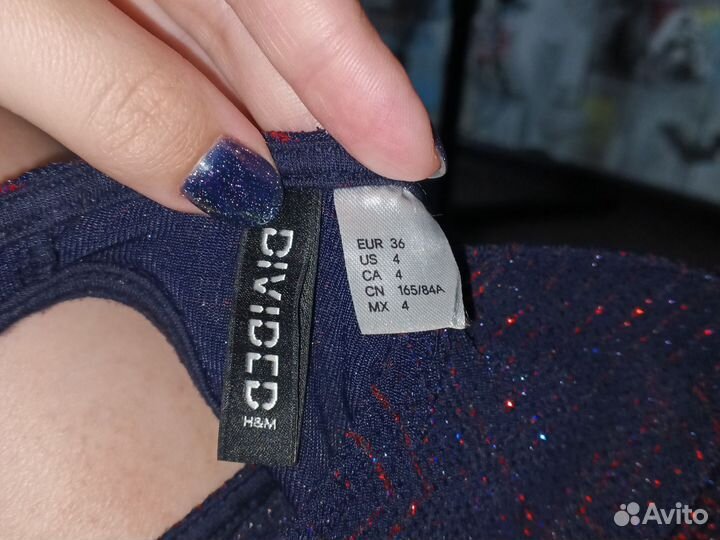 DIVIDED
H&M
EUR 36
US 4
CA 4
CN 165/84A
MX 4
Avito